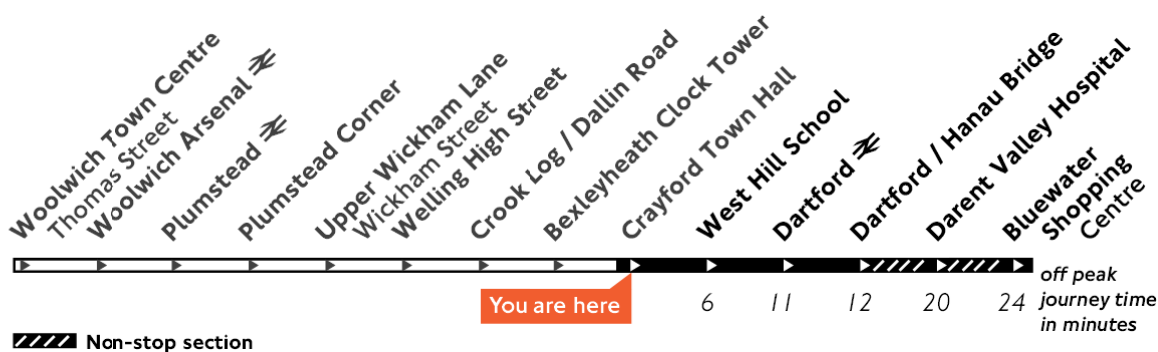 Woolwich Town Centre
Thomas Street
Woolwich Arsenal
Plumstead
Plumstead Corner
Upper Wickham Lane
Wickham Street
Welling High Street
Crook Log / Dallin Road
Bexleyheath Clock Tower
Crayford Town Hall
West Hill School
Dartford
Dartford / Hanau Bridge
Darent Valley Hospital
Bluewater
Shopping
Centre
You are here
6 11 12 20 24
off peak
journey time
in minutes
Non-stop section